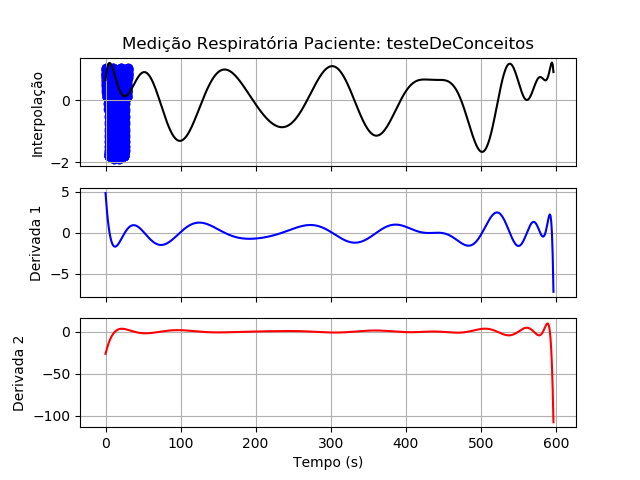 Medição Respiratória Paciente: testeDeConceitos
0
−2
Interpolação
5
0
−5
Derivada 1
0
−50
−100
Derivada 2
0 100 200 300 400 500 600
Tempo (s)